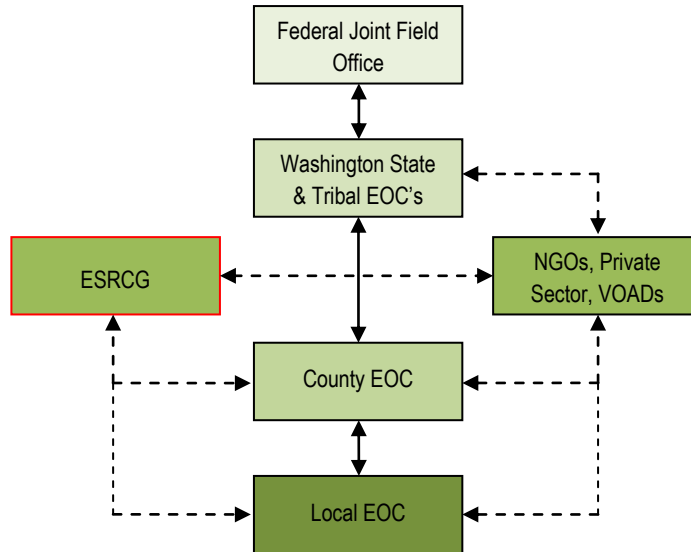 Federal Joint Field
Office
Washington State
& Tribal EOC’s
ESRCG
NGOs, Private
Sector, VOADs
County EOC
Local EOC